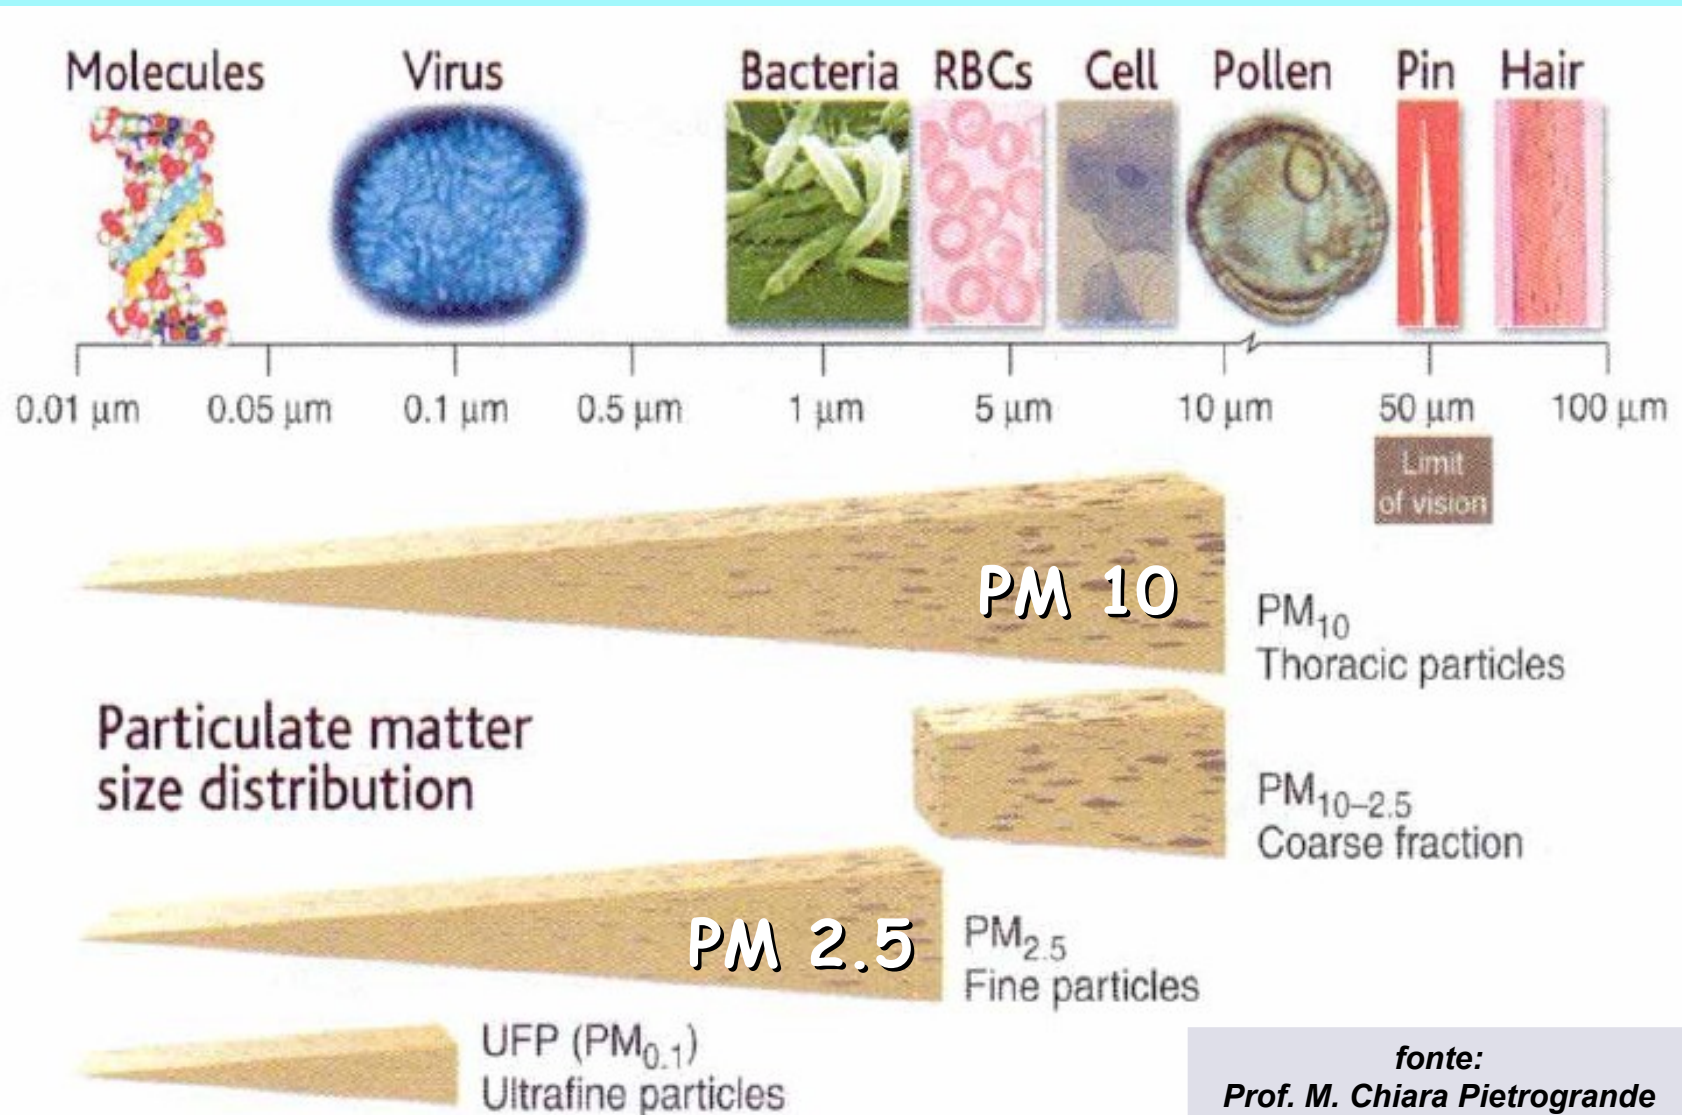 Molecules Virus Bacteria RBCs Cell Pollen Pin Hair
0.01 µm 0.05 µm 0.1 µm 0.5 µm 1 µm 5 µm 10 µm 50 µm 100 µm
Limit
of vision
PM 10
PM10
Thoracic particles
Particulate matter
size distribution
PM10–2.5
Coarse fraction
PM 2.5
PM2.5
Fine particles
UFP (PM0.1)
Ultrafine particles
fonte:
Prof. M. Chiara Pietrogrande